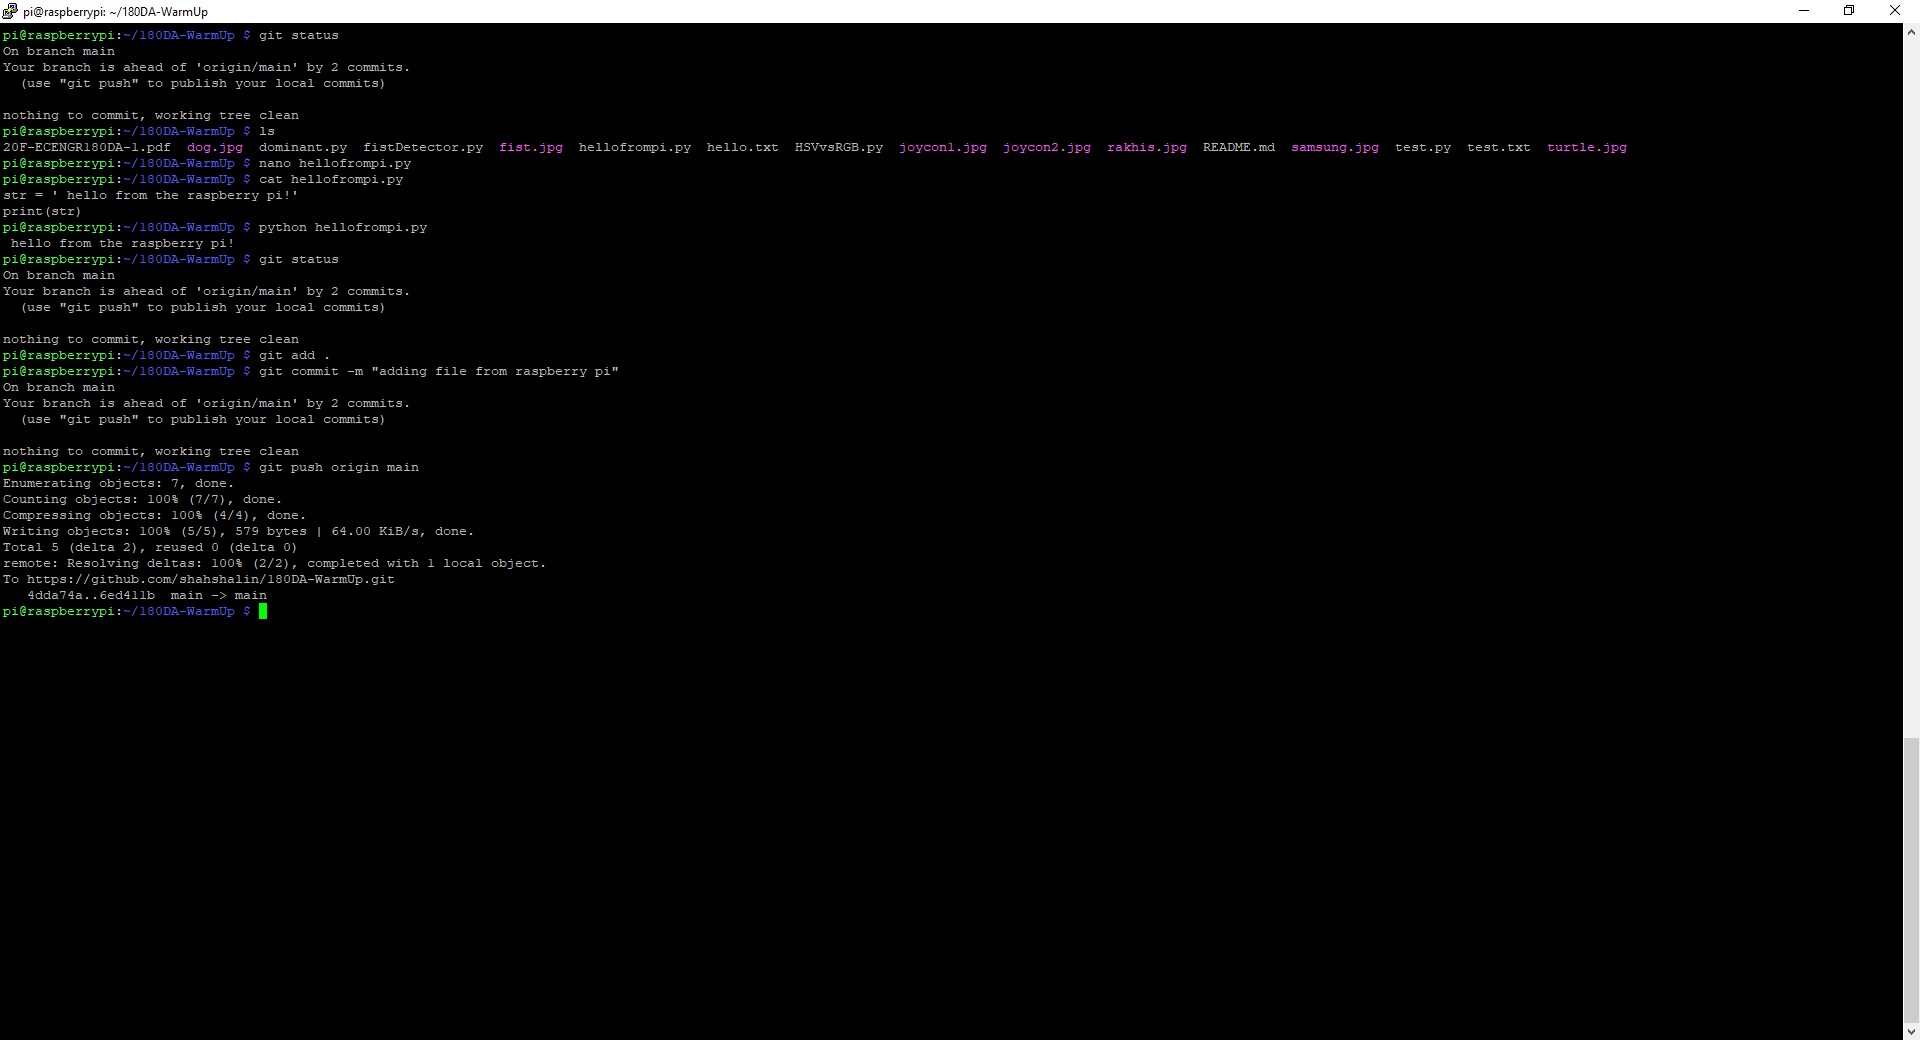 pi@raspberrypi: ~/180DA-WarmUp
pi@raspberrypi:~/180DA-WarmUp $ git status
On branch main
Your branch is ahead of 'origin/main' by 2 commits.
  (use "git push" to publish your local commits)

nothing to commit, working tree clean
pi@raspberrypi:~/180DA-WarmUp $ ls
20F-ECENGR180DA-1.pdf  dog.jpg  dominant.py  fistDetector.py  fist.jpg  hellofrompi.py  hello.txt  HSVvsRGB.py  joycon1.jpg  joycon2.jpg  rakhis.jpg  README.md  samsung.jpg  test.py  test.txt  turtle.jpg
pi@raspberrypi:~/180DA-WarmUp $ nano hellofrompi.py
pi@raspberrypi:~/180DA-WarmUp $ cat hellofrompi.py
str = ' hello from the raspberry pi!'
print(str)
pi@raspberrypi:~/180DA-WarmUp $ python hellofrompi.py
 hello from the raspberry pi!
pi@raspberrypi:~/180DA-WarmUp $ git status
On branch main
Your branch is ahead of 'origin/main' by 2 commits.
  (use "git push" to publish your local commits)

nothing to commit, working tree clean
pi@raspberrypi:~/180DA-WarmUp $ git add .
pi@raspberrypi:~/180DA-WarmUp $ git commit -m "adding file from raspberry pi"
On branch main
Your branch is ahead of 'origin/main' by 2 commits.
  (use "git push" to publish your local commits)

nothing to commit, working tree clean
pi@raspberrypi:~/180DA-WarmUp $ git push origin main
Enumerating objects: 7, done.
Counting objects: 100% (7/7), done.
Compressing objects: 100% (4/4), done.
Writing objects: 100% (5/5), 579 bytes | 64.00 KiB/s, done.
Total 5 (delta 2), reused 0 (delta 0)
remote: Resolving deltas: 100% (2/2), completed with 1 local object.
To https://github.com/shahshalin/180DA-WarmUp.git
   4dda74a..6ed411b  main -> main
pi@raspberrypi:~/180DA-WarmUp $